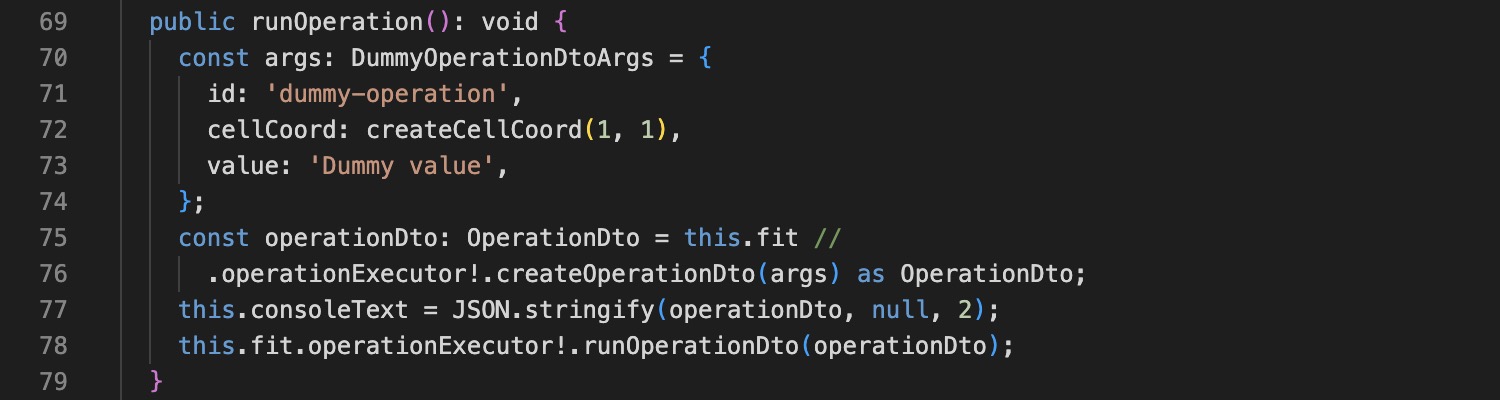 69 public runOperation(): void {
70 const args: DummyOperationDtoArgs = {
71 id: 'dummy-operation',
72 cellCoord: createCellCoord(1, 1),
73 value: 'Dummy value',
74 };
75 const operationDto: OperationDto = this.fit //
76 .operationExecutor!.createOperationDto(args) as OperationDto;
77 this.consoleText = JSON.stringify(operationDto, null, 2);
78 this.fit.operationExecutor!.runOperationDto(operationDto);
79 }